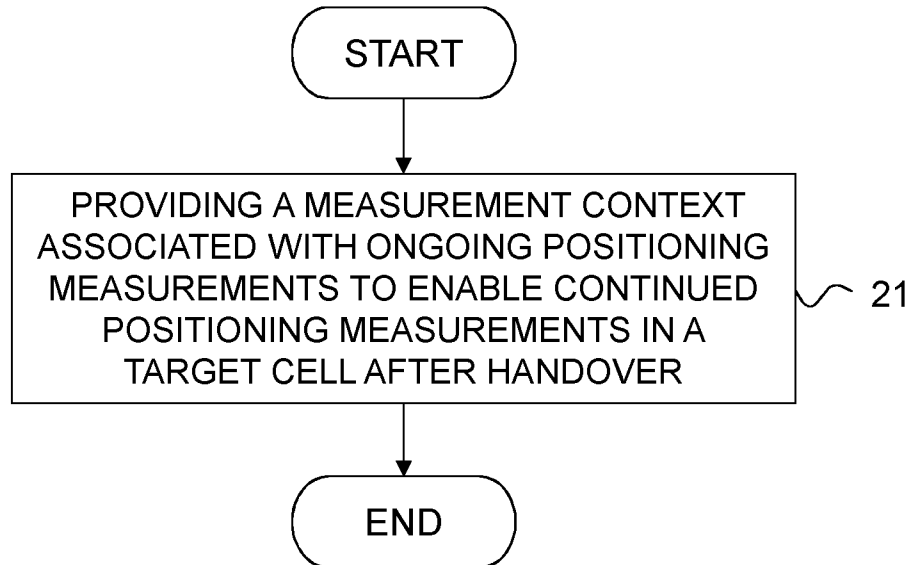 START
PROVIDING A MEASUREMENT CONTEXT
ASSOCIATED WITH ONGOING POSITIONING
MEASUREMENTS TO ENABLE CONTINUED
POSITIONING MEASUREMENTS IN A
TARGET CELL AFTER HANDOVER
21
END